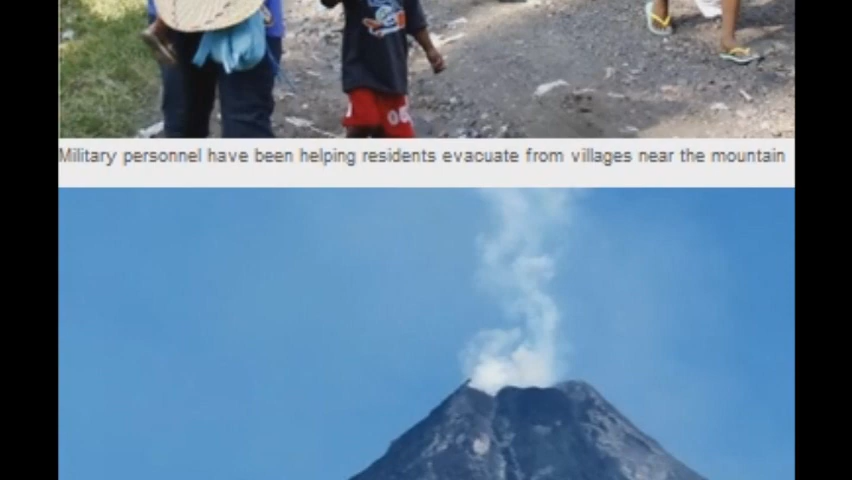 Military personnel have been helping residents evacuate from villages near the mountain